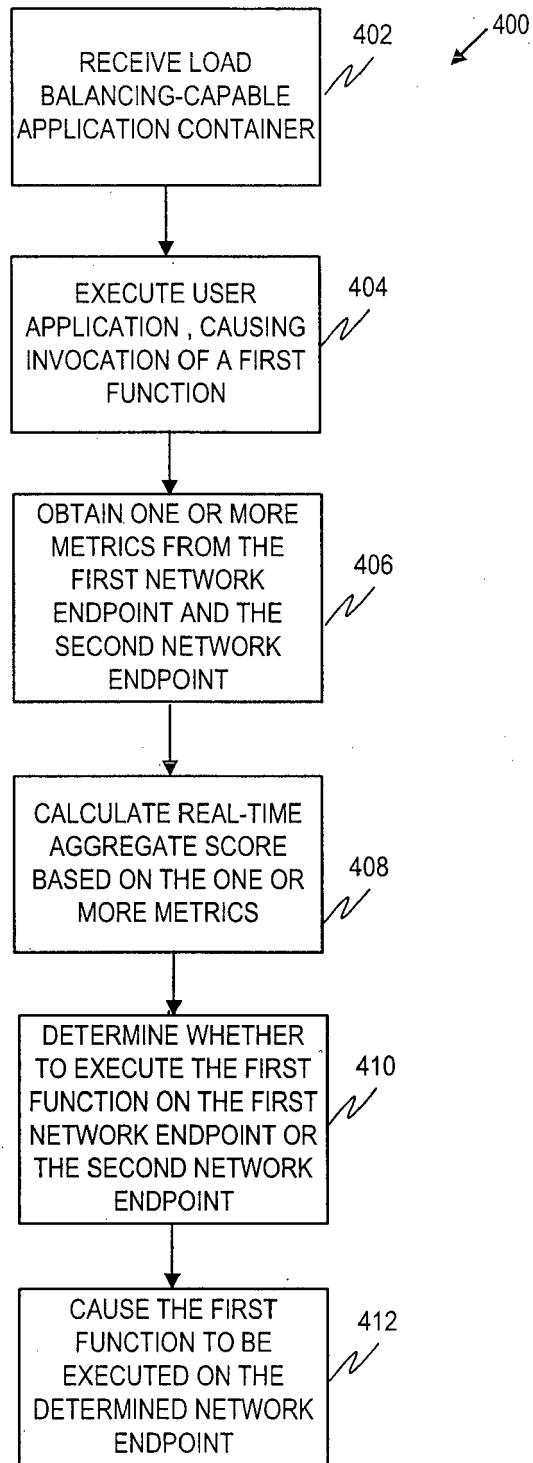 400
402
RECEIVE LOAD
BALANCING-CAPABLE
APPLICATION CONTAINER
404
EXECUTE USER
APPLICATION , CAUSING
INVOCATION OF A FIRST
FUNCTION
406
OBTAIN ONE OR MORE
METRICS FROM THE
FIRST NETWORK
ENDPOINT AND THE
SECOND NETWORK
ENDPOINT
408
CALCULATE REAL-TIME
AGGREGATE SCORE
BASED ON THE ONE OR
MORE METRICS
410
DETERMINE WHETHER
TO EXECUTE THE FIRST
FUNCTION ON THE FIRST
NETWORK ENDPOINT OR
THE SECOND NETWORK
ENDPOINT
412
CAUSE THE FIRST
FUNCTION TO BE
EXECUTED ON THE
DETERMINED NETWORK
ENDPOINT